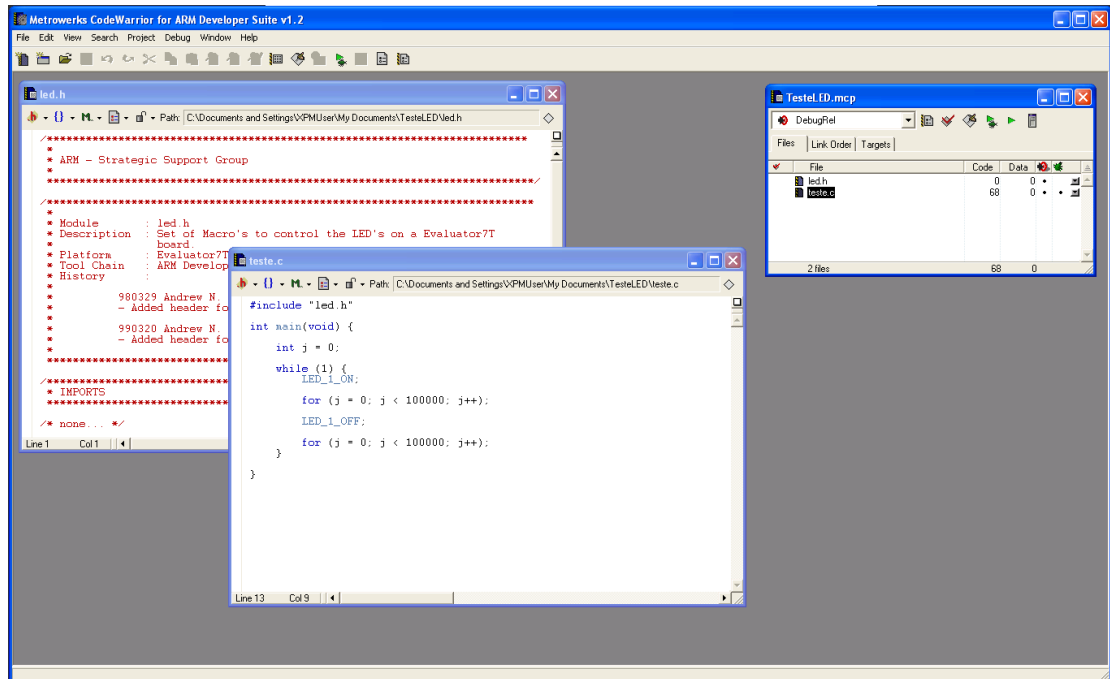 Metrowerks CodeWarrior for ARM Developer Suite v1.2
File Edit View Search Project Debug Window Help
led.h
Path: C:\Documents and Settings\XPMUser\My Documents\TesteLED\led.h
/*******************************************************************
*
* ARM - Strategic Support Group
*
********************************************************************/
/*******************************************************************
*
* Module : led.h
* Description : Set of Macro's to control the LED's on a Evaluator7T
* board.
* Platform : Evaluator7T
* Tool Chain : ARM Develop
* History :
*
* 980329 Andrew N.
* - Added header fo
*
* 990320 Andrew N.
* - Added header fo
*
**************************
/*************************
* IMPORTS
**************************
/* none... */
Line 1 Col 1
teste.c
Path: C:\Documents and Settings\XPMUser\My Documents\TesteLED\teste.c
#include "led.h"
int main(void) {
int j = 0;
while (1) {
LED_1_ON;
for (j = 0; j < 100000; j++);
LED_1_OFF;
for (j = 0; j < 100000; j++);
}
}
Line 13 Col 9
TesteLED.mcp
DebugRel
Files Link Order Targets
File Code Data
led.h 0 0 •
teste.c 68 0 • •
2 files 68 0